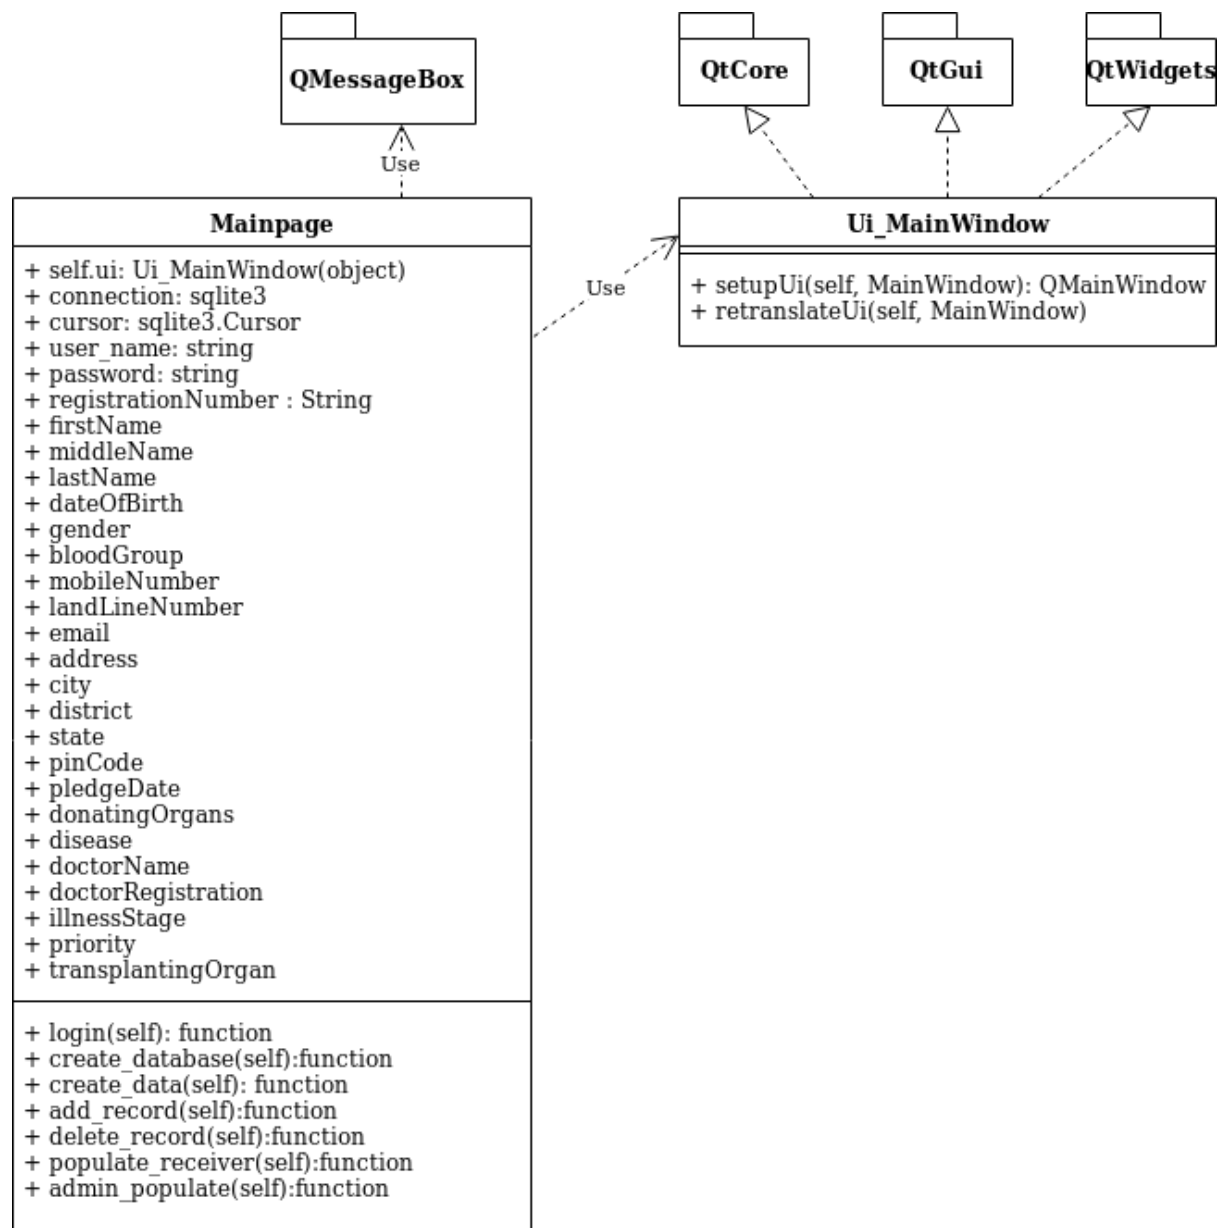 QMessageBox
QtCore
QtGui
QtWidgets
Use
Mainpage
+ self.ui: Ui_MainWindow(object)
+ connection: sqlite3
+ cursor: sqlite3.Cursor
+ user_name: string
+ password: string
+ registrationNumber : String
+ firstName
+ middleName
+ lastName
+ dateOfBirth
+ gender
+ bloodGroup
+ mobileNumber
+ landLineNumber
+ email
+ address
+ city
+ district
+ state
+ pinCode
+ pledgeDate
+ donatingOrgans
+ disease
+ doctorName
+ doctorRegistration
+ illnessStage
+ priority
+ transplantingOrgan
+ login(self): function
+ create_database(self):function
+ create_data(self): function
+ add_record(self):function
+ delete_record(self):function
+ populate_receiver(self):function
+ admin_populate(self):function
Use
Ui_MainWindow
+ setupUi(self, MainWindow): QMainWindow
+ retranslateUi(self, MainWindow)